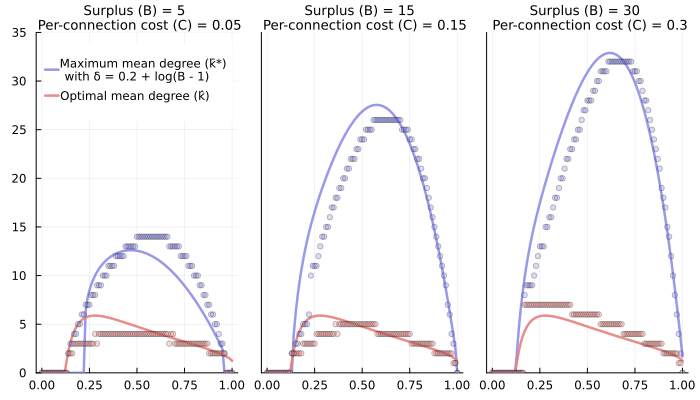 Surplus (B) = 5
Per-connection cost (C) = 0.05
Surplus (B) = 15
Per-connection cost (C) = 0.15
Surplus (B) = 30
Per-connection cost (C) = 0.3
35
30
25
20
15
10
5
0
Maximum mean degree (k̄*)
with δ = 0.2 + log(B - 1)
Optimal mean degree (k̄)
0.00 0.25 0.50 0.75 1.00
0.00 0.25 0.50 0.75 1.00
0.00 0.25 0.50 0.75 1.00